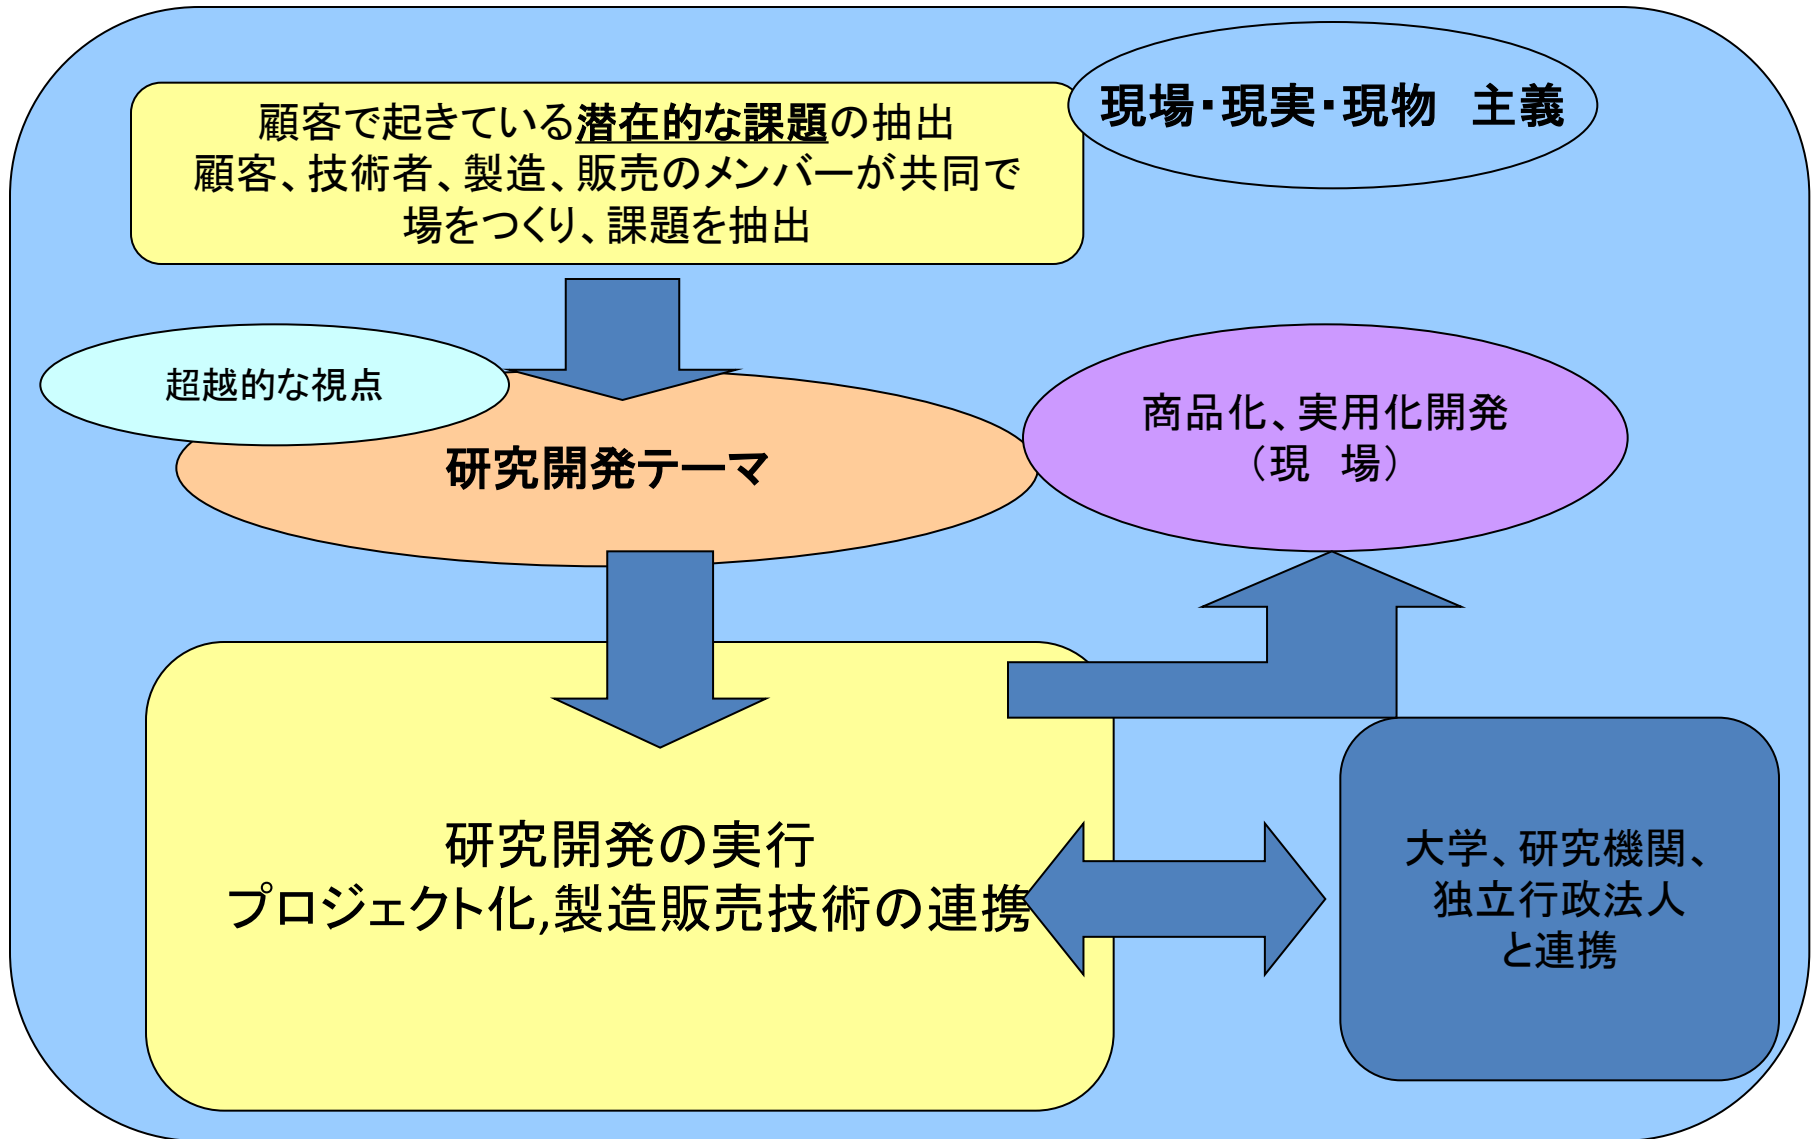 現場・現実・現物　主義
顧客で起きている潜在的な課題の抽出
顧客、技術者、製造、販売のメンバーが共同で
場をつくり、課題を抽出
超越的な視点
研究開発テーマ
商品化、実用化開発
（現　場）
研究開発の実行
プロジェクト化,製造販売技術の連携
大学、研究機関、
独立行政法人
と連携